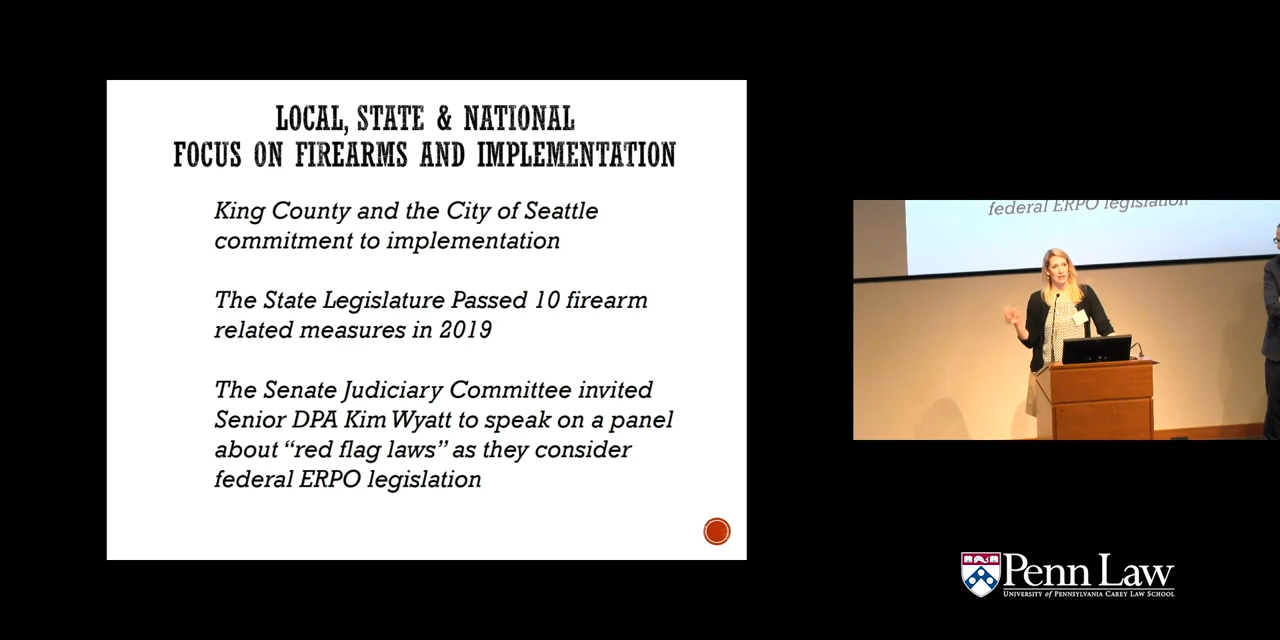 LOCAL, STATE & NATIONAL
FOCUS ON FIREARMS AND IMPLEMENTATION
King County and the City of Seattle
commitment to implementation
The State Legislature Passed 10 firearm
related measures in 2019
The Senate Judiciary Committee invited
Senior DPA Kim Wyatt to speak on a panel
about “red flag laws” as they consider
federal ERPO legislation
federal ERPO legislation
Penn Law
UNIVERSITY of PENNSYLVANIA CAREY LAW SCHOOL